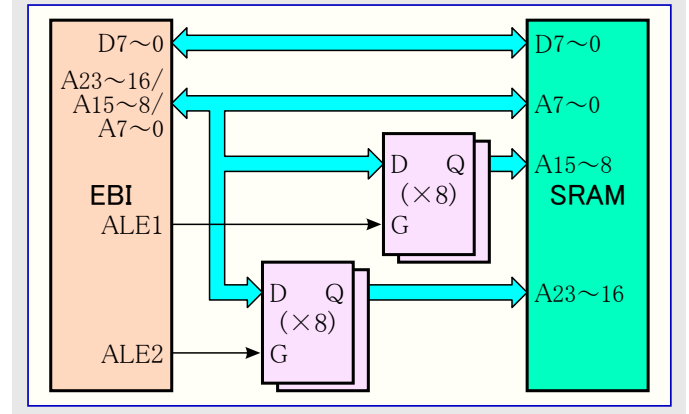 D7～0
A23～16/
A15～8/
A7～0
EBI
ALE1
ALE2
D Q
(×8)
G
D Q
(×8)
G
D7～0
A7～0
A15～8
SRAM
A23～16